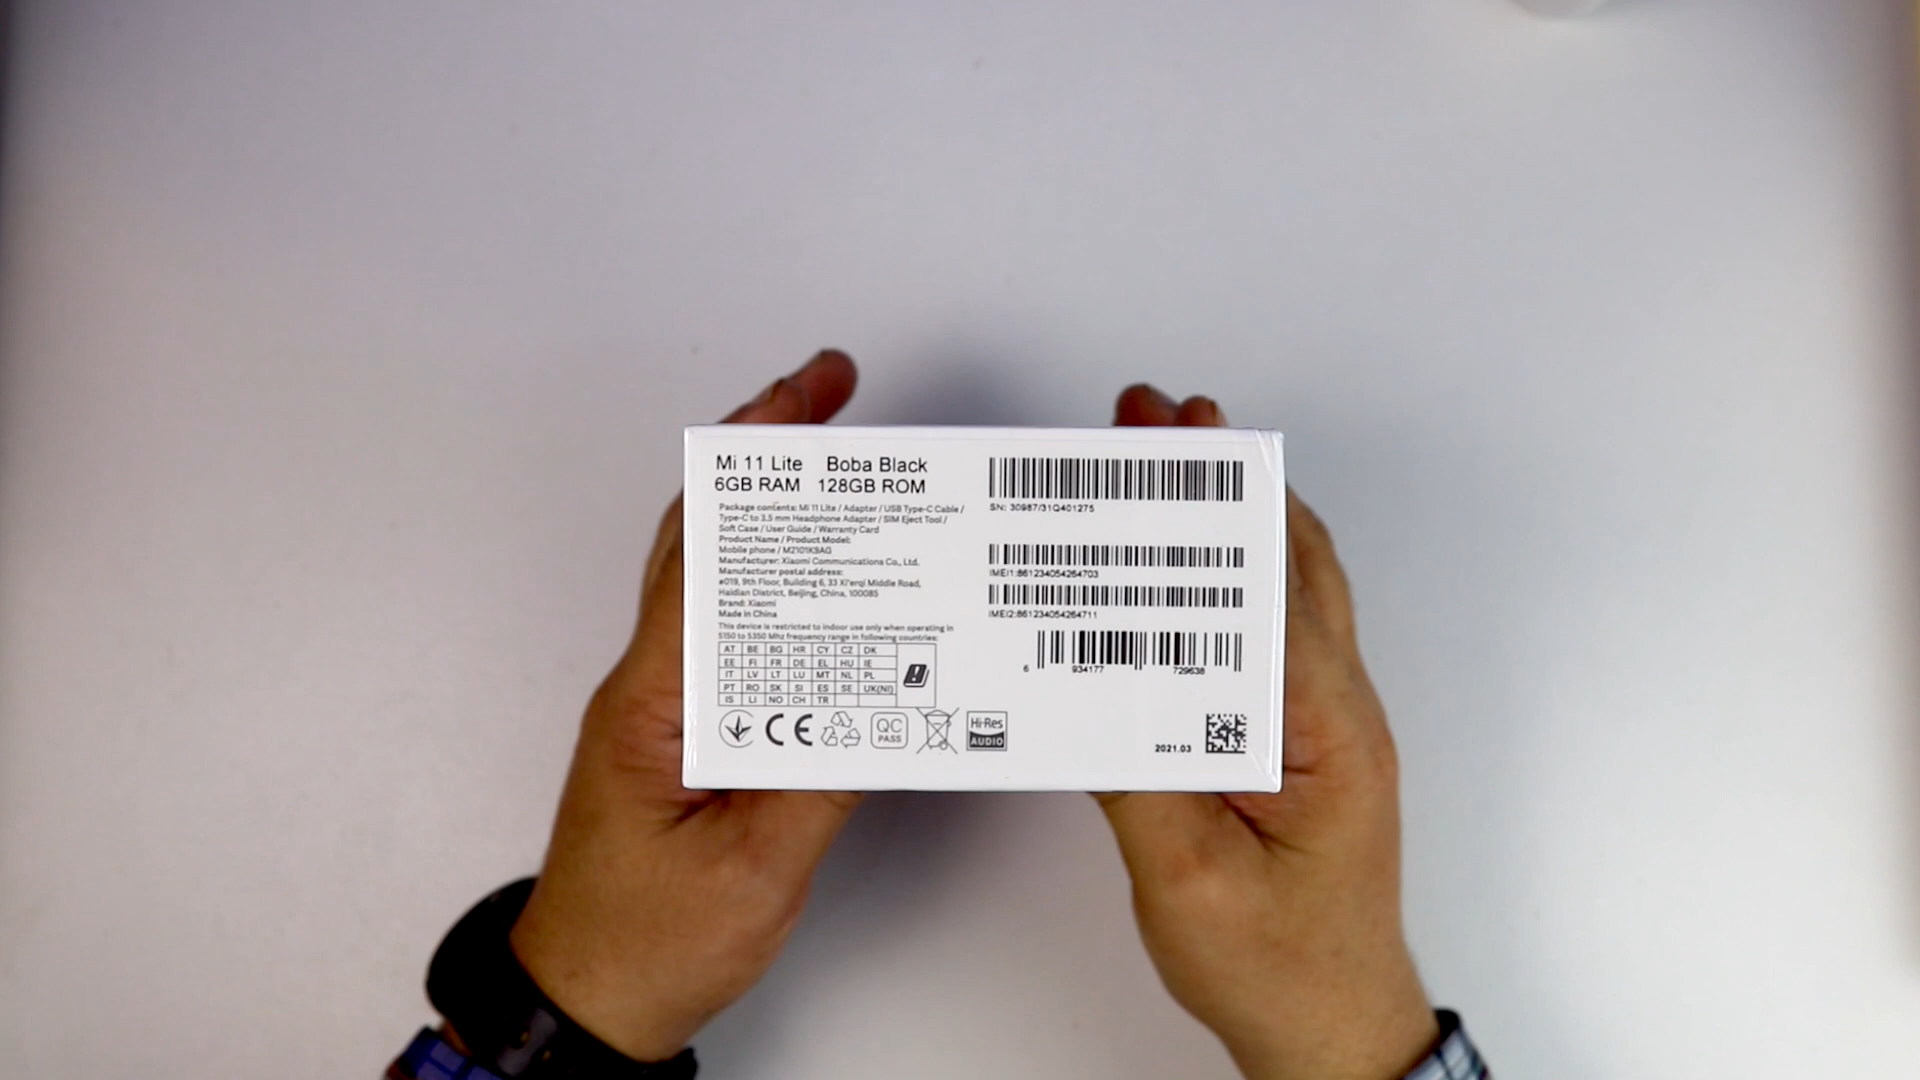 Mi 11 Lite Boba Black
6GB RAM 128GB ROM
Package contents: Mi 11 Lite / Adapter / USB Type-C Cable /
Type-C to 3.5 mm Headphone Adapter / SIM Eject Tool /
Soft Case / User Guide / Warranty Card
Product Name / Product Model:
Mobile phone / M2101K9AG
Manufacturer: Xiaomi Communications Co., Ltd.
Manufacturer postal address:
#019, 9th Floor, Building 6, 33 Xi'erqi Middle Road,
Haidian District, Beijing, China, 100085
Brand: Xiaomi
Made in China
This device is restricted to indoor use only when operating in
5150 to 5350 Mhz frequency range in following countries:
AT BE BG HR CY CZ DK
EE FI FR DE EL HU IE
IT LV LT LU MT NL PL
PT RO SK SI ES SE UK(NI)
IS LI NO CH TR
CE
QC
PASS
Hi-Res
AUDIO
SN: 30987/31Q401275
IMEI1:861234054264703
IMEI2:861234054264711
6 934177 729638
2021.03